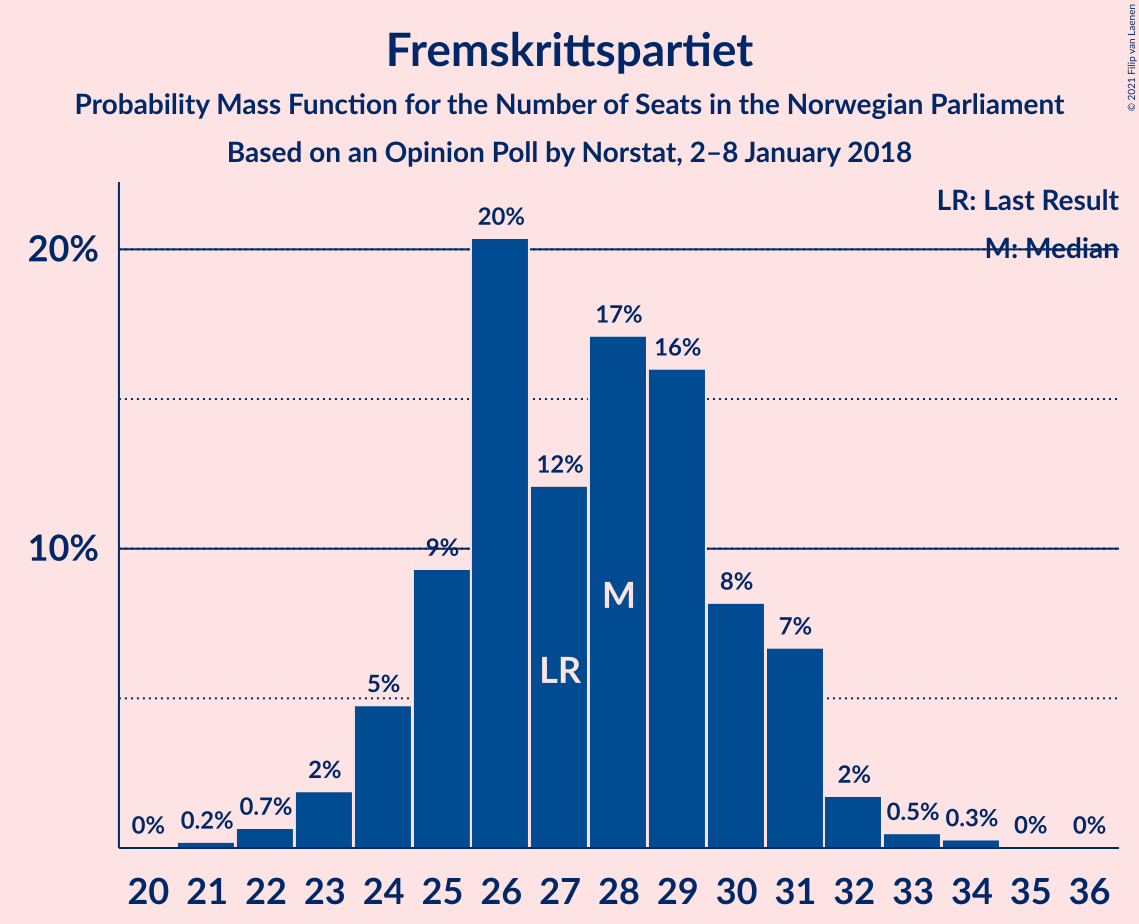 Fremskrittspartiet
Probability Mass Function for the Number of Seats in the Norwegian Parliament
Based on an Opinion Poll by Norstat, 2–8 January 2018
© 2021 Filip van Laenen
LR: Last Result
M: Median
20%
10%
0%
0.2%
0.7%
2%
5%
9%
20%
12%
17%
16%
8%
7%
2%
0.5%
0.3%
0%
0%
LR
M
20 21 22 23 24 25 26 27 28 29 30 31 32 33 34 35 36